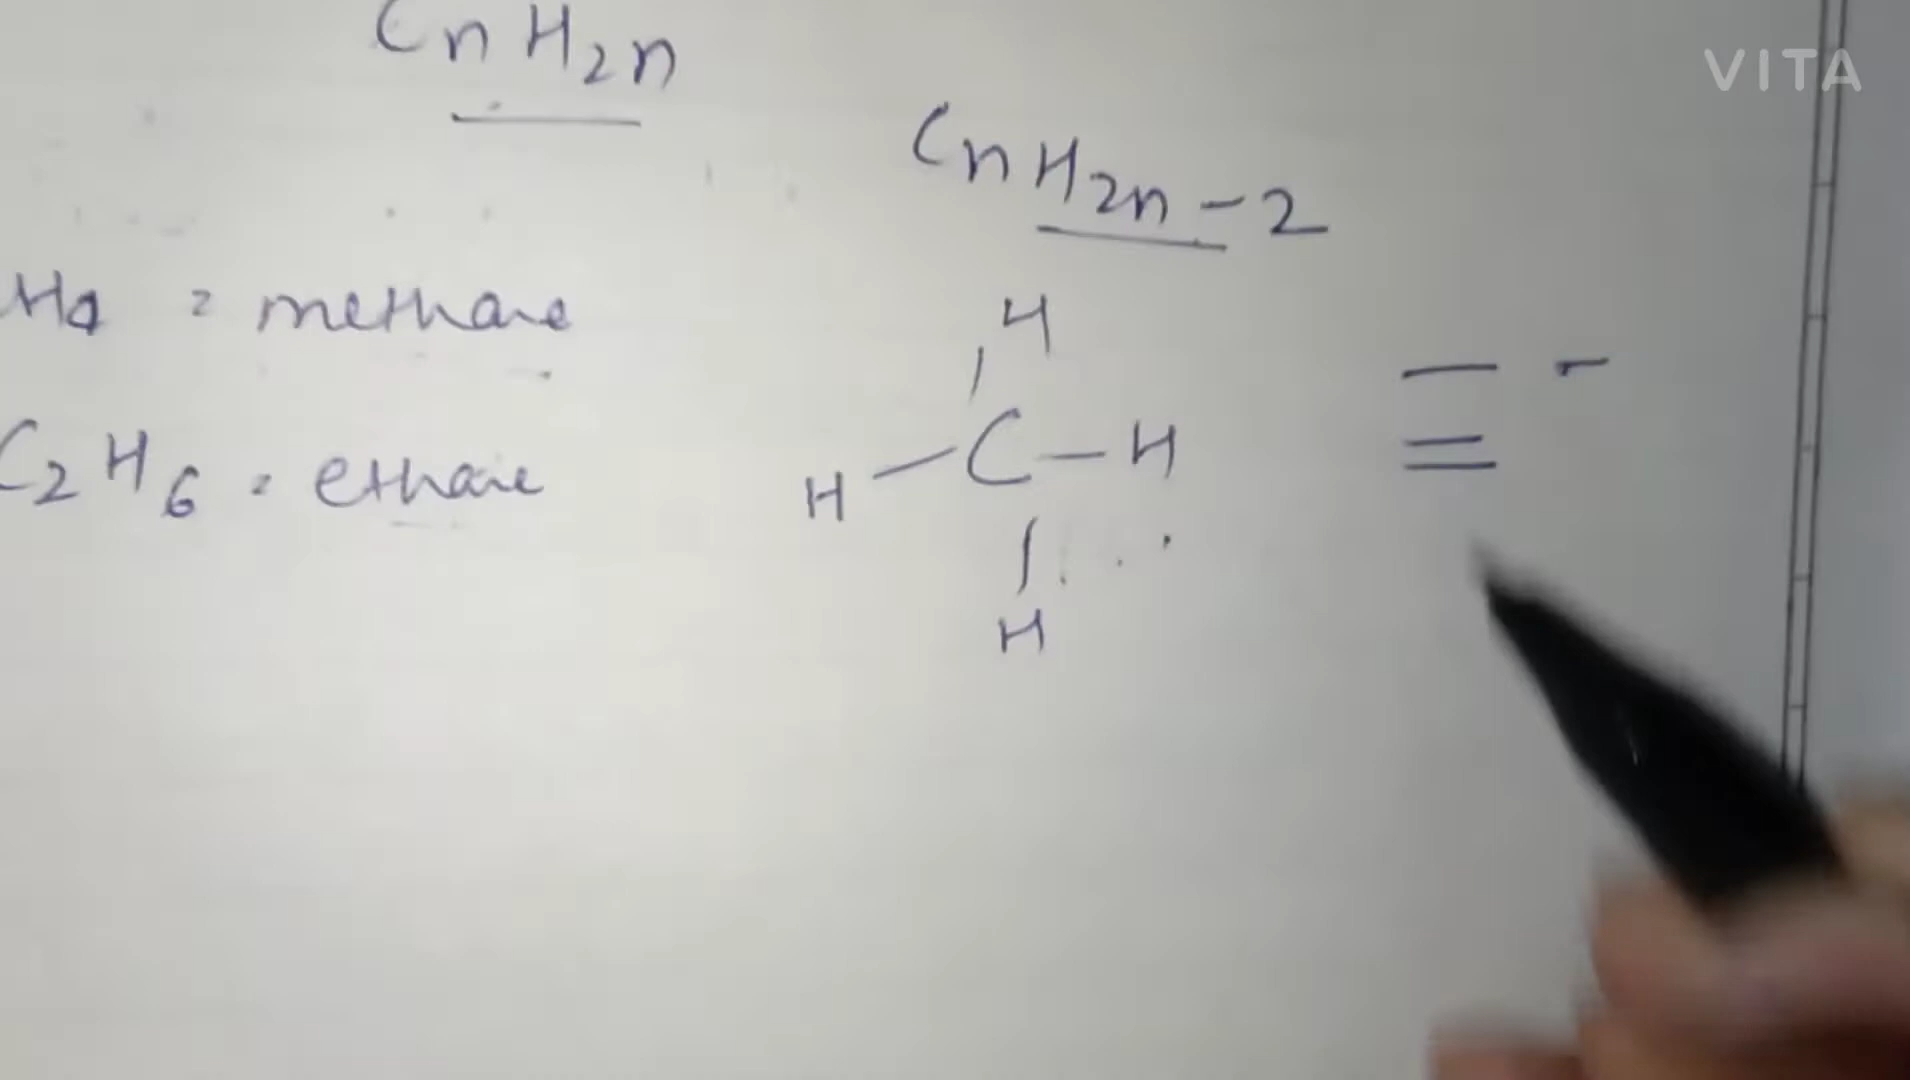 CnH2n
VITA
CnH2n-2
H4 = methane
H
C-H
H
C2H6 = ethane
H